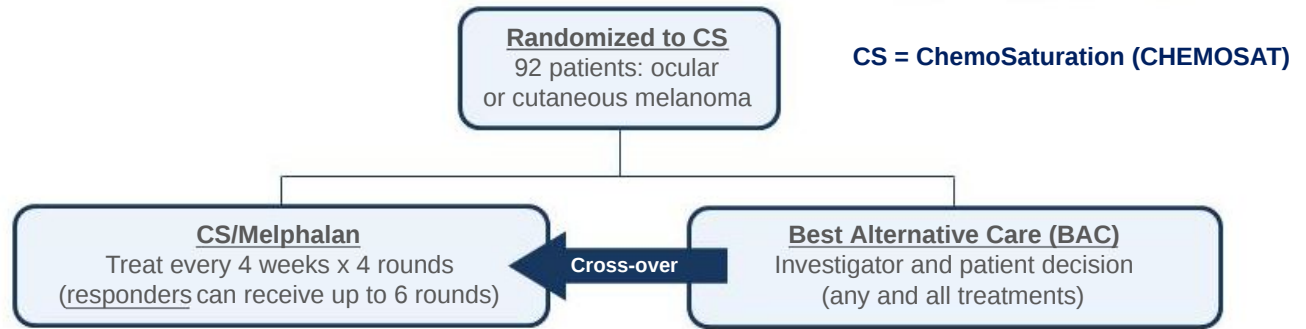 Randomized to CS
92 patients: ocular
or cutaneous melanoma
CS = ChemoSaturation (CHEMOSAT)
CS/Melphalan
Treat every 4 weeks x 4 rounds
(responders can receive up to 6 rounds)
Cross-over
Best Alternative Care (BAC)
Investigator and patient decision
(any and all treatments)